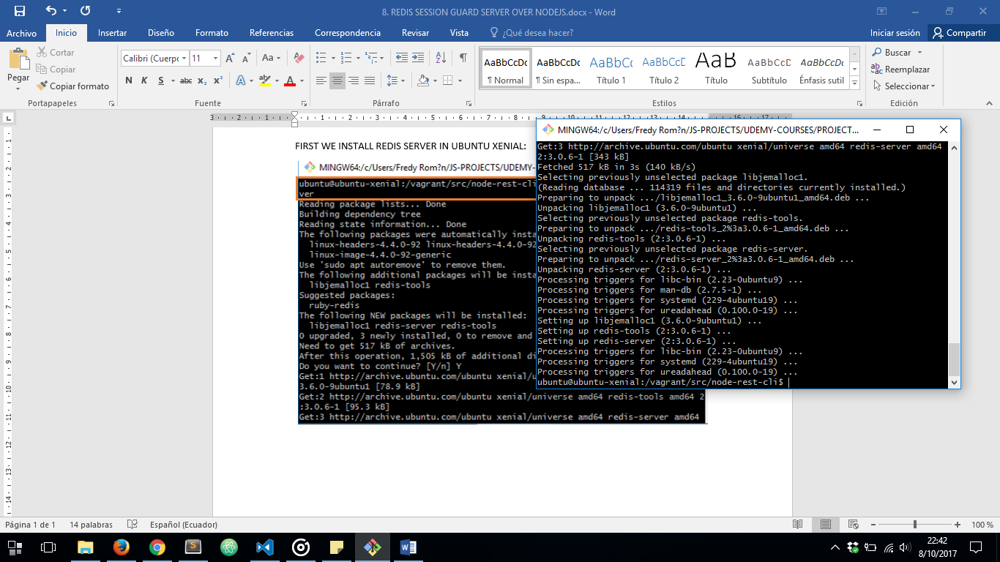 8. REDIS SESSION GUARD SERVER OVER NODEJS.docx - Word
Archivo Inicio Insertar Diseño Formato Referencias Correspondencia Revisar Vista ¿Qué desea hacer? Iniciar sesión Compartir
Pegar
Cortar
Copiar
Copiar formato
Portapapeles
Calibri (Cuerpo 11
N K S abc x₂ x²
Fuente
Párrafo
AaBbCcDc AaBbCcDc AaBbCc AaBbCcC AaB AaBbCcC AaBbCcDc
¶ Normal ¶ Sin espa... Título 1 Título 2 Título Subtítulo Énfasis sutil
Estilos
Buscar
Reemplazar
Seleccionar
Edición
3 2 1 1 2 3 4 5 6 7 8 9 10 11 12 13 14 15 16 17
FIRST WE INSTALL REDIS SERVER IN UBUNTU XENIAL:
MINGW64:/c/Users/Fredy Rom?n/JS-PROJECTS/UDEMY-
ubuntu@ubuntu-xenial:/vagrant/src/node-rest-cli
ver
Reading package lists... Done
Building dependency tree
Reading state information... Done
The following packages were automatically insta
linux-headers-4.4.0-92 linux-headers-4.4.0-92
linux-image-4.4.0-92-generic
Use 'sudo apt autoremove' to remove them.
The following additional packages will be insta
libjemalloc1 redis-tools
Suggested packages:
ruby-redis
The following NEW packages will be installed:
libjemalloc1 redis-server redis-tools
0 upgraded, 3 newly installed, 0 to remove and
Need to get 517 kB of archives.
After this operation, 1,505 kB of additional di
Do you want to continue? [Y/n] Y
Get:1 http://archive.ubuntu.com/ubuntu xenial/u
3.6.0-9ubuntu1 [78.9 kB]
Get:2 http://archive.ubuntu.com/ubuntu xenial/universe amd64 redis-tools amd64 2
:3.0.6-1 [95.3 kB]
Get:3 http://archive.ubuntu.com/ubuntu xenial/universe amd64 redis-server amd64
MINGW64:/c/Users/Fredy Rom?n/JS-PROJECTS/UDEMY-COURSES/PROJECT...
Get:3 http://archive.ubuntu.com/ubuntu xenial/universe amd64 redis-server amd64
2:3.0.6-1 [343 kB]
Fetched 517 kB in 3s (140 kB/s)
Selecting previously unselected package libjemalloc1.
(Reading database ... 114319 files and directories currently installed.)
Preparing to unpack .../libjemalloc1_3.6.0-9ubuntu1_amd64.deb ...
Unpacking libjemalloc1 (3.6.0-9ubuntu1) ...
Selecting previously unselected package redis-tools.
Preparing to unpack .../redis-tools_2%3a3.0.6-1_amd64.deb ...
Unpacking redis-tools (2:3.0.6-1) ...
Selecting previously unselected package redis-server.
Preparing to unpack .../redis-server_2%3a3.0.6-1_amd64.deb ...
Unpacking redis-server (2:3.0.6-1) ...
Processing triggers for libc-bin (2.23-0ubuntu9) ...
Processing triggers for man-db (2.7.5-1) ...
Processing triggers for systemd (229-4ubuntu19) ...
Processing triggers for ureadahead (0.100.0-19) ...
Setting up libjemalloc1 (3.6.0-9ubuntu1) ...
Setting up redis-tools (2:3.0.6-1) ...
Setting up redis-server (2:3.0.6-1) ...
Processing triggers for libc-bin (2.23-0ubuntu9) ...
Processing triggers for systemd (229-4ubuntu19) ...
Processing triggers for ureadahead (0.100.0-19) ...
ubuntu@ubuntu-xenial:/vagrant/src/node-rest-cli$
Página 1 de 1 14 palabras Español (Ecuador) 100 %
22:42
8/10/2017